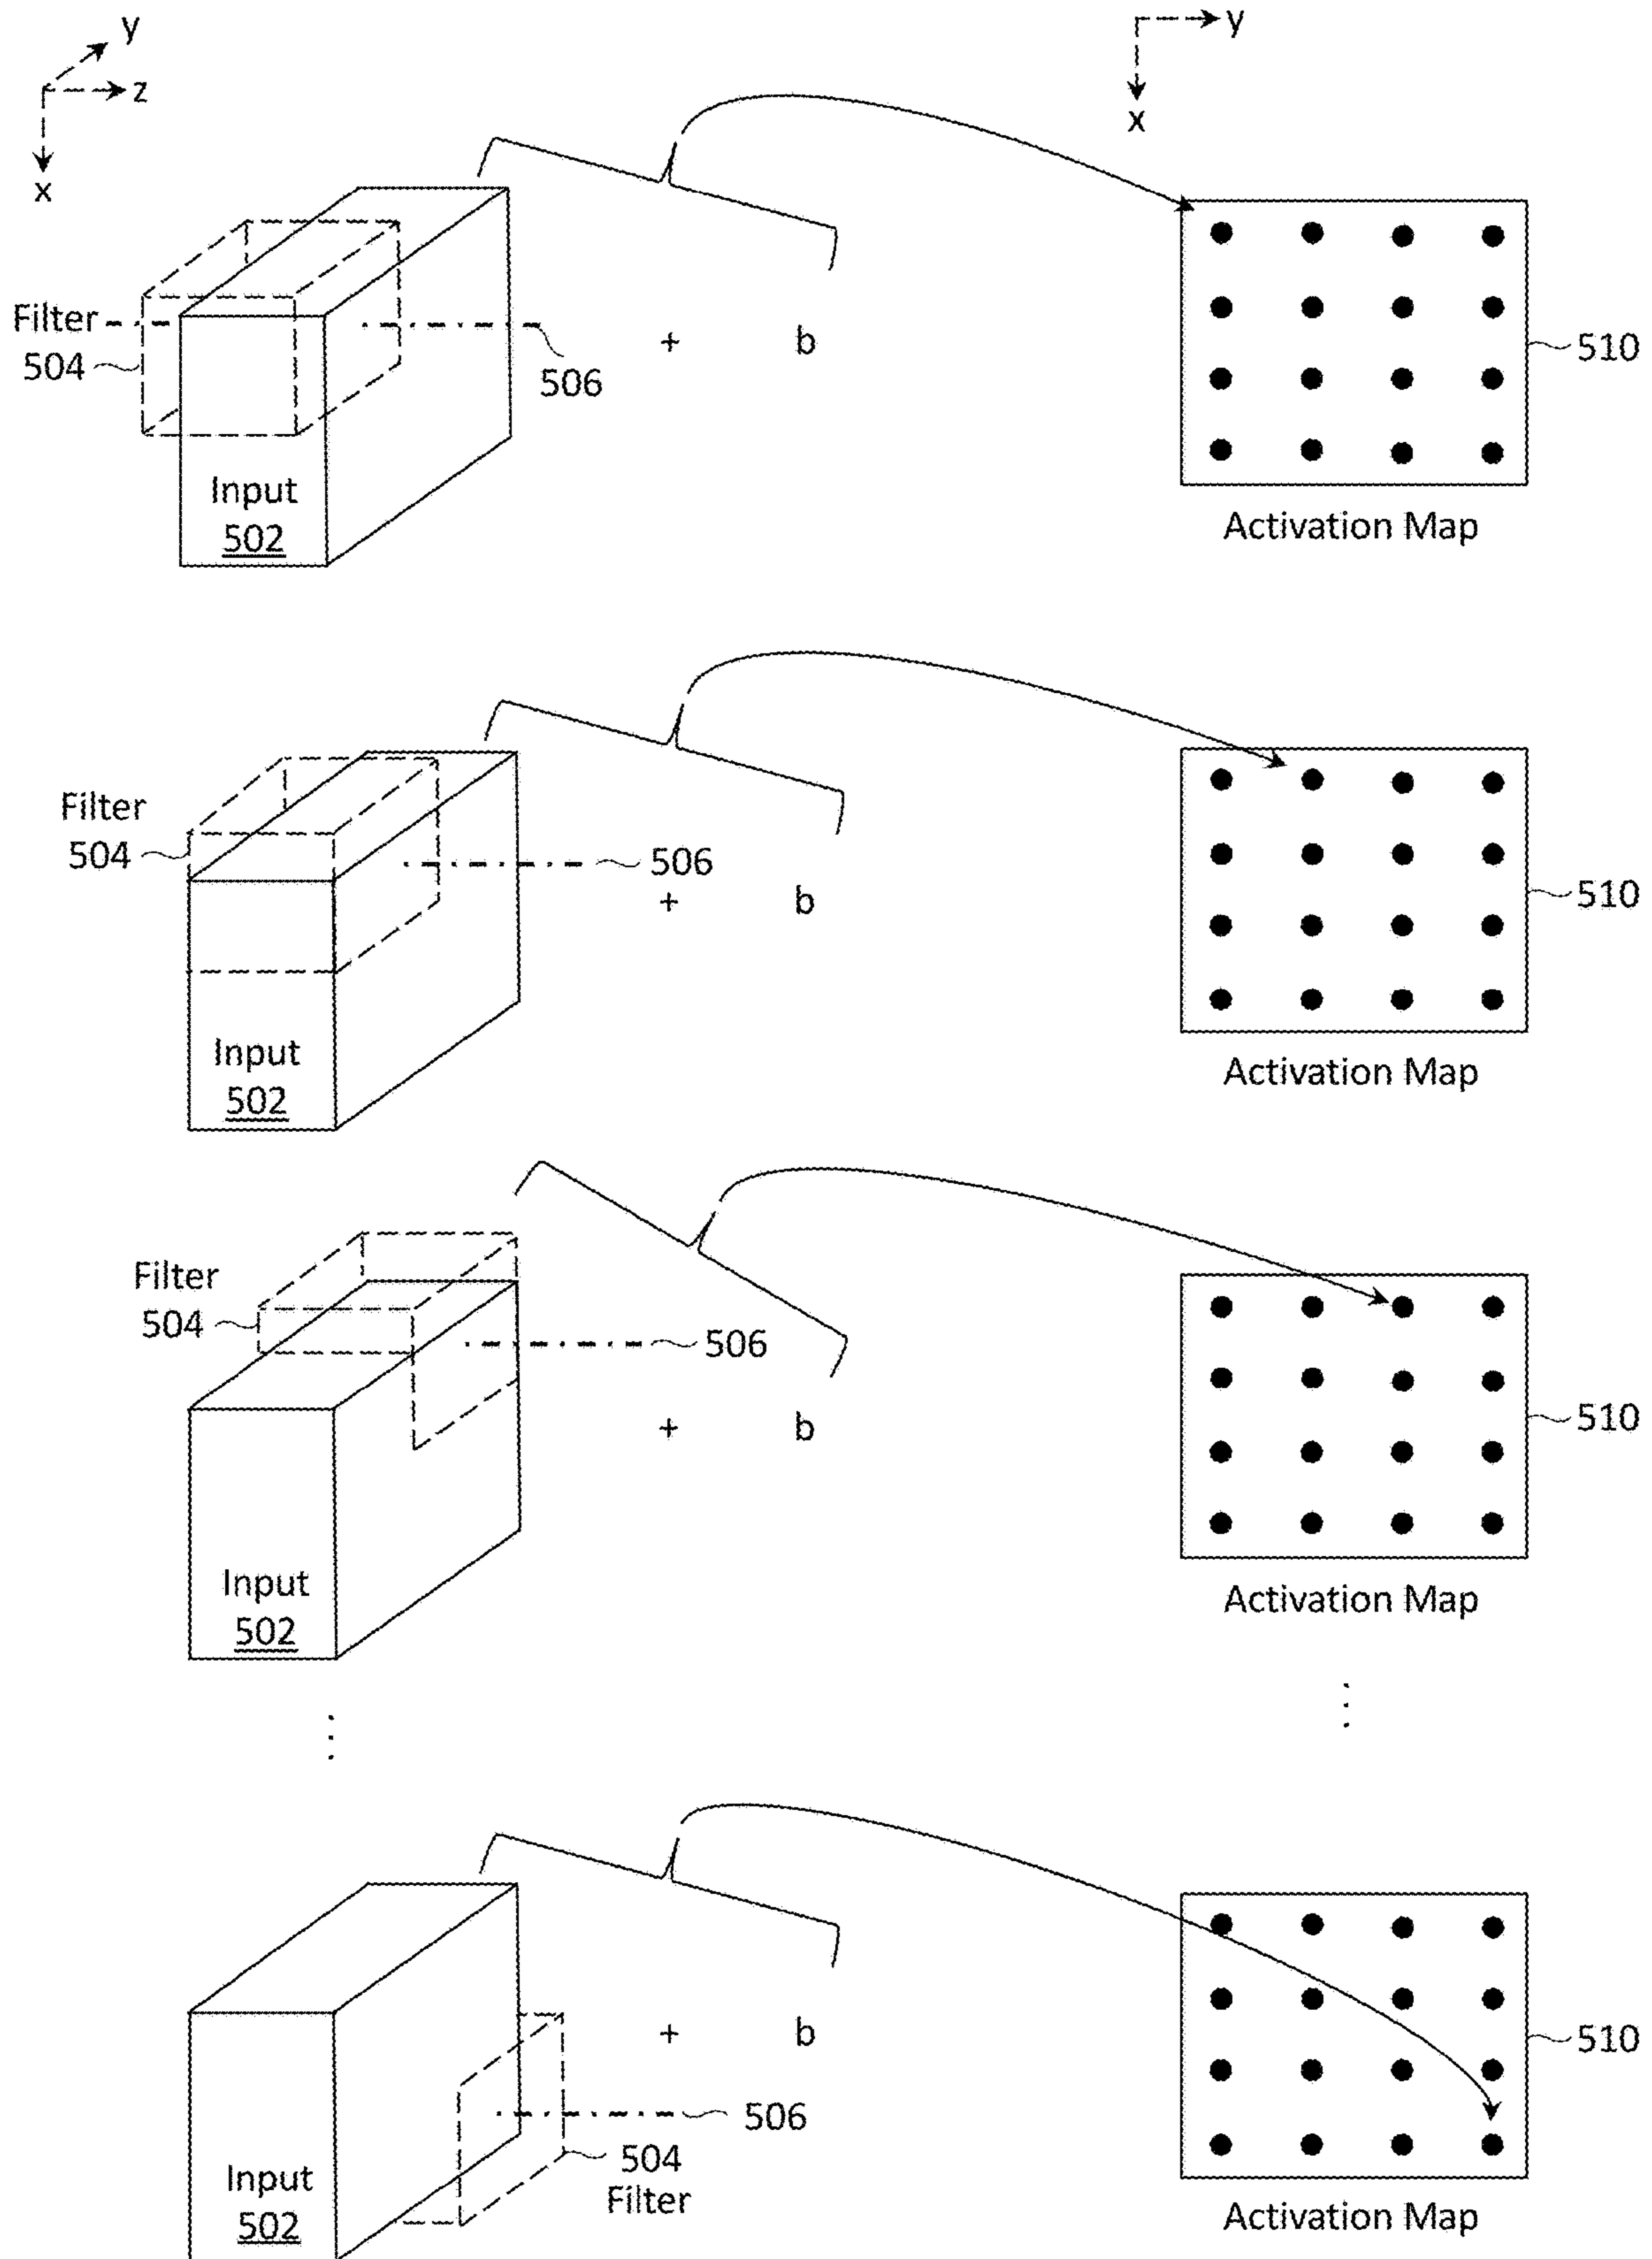 y
z
x
y
x
Filter
504
506
+ b
Input
502
510
Activation Map
Filter
504
506
+ b
Input
502
510
Activation Map
Filter
504
506
+ b
Input
502
510
Activation Map
+ b
506
504
Filter
Input
502
510
Activation Map